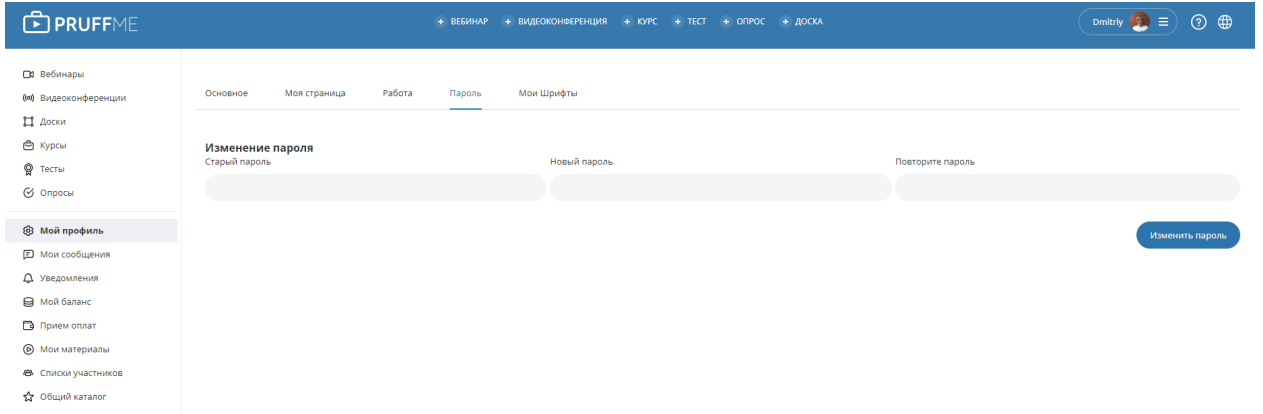 PRUFFME
+ ВЕБИНАР + ВИДЕОКОНФЕРЕНЦИЯ + КУРС + ТЕСТ + ОПРОС + ДОСКА
Dmitriy
Вебинары
Видеоконференции
Доски
Курсы
Тесты
Опросы
Мой профиль
Мои сообщения
Уведомления
Мой баланс
Прием оплат
Мои материалы
Списки участников
Общий каталог
Основное Моя страница Работа Пароль Мои Шрифты
Изменение пароля
Старый пароль Новый пароль Повторите пароль
Изменить пароль